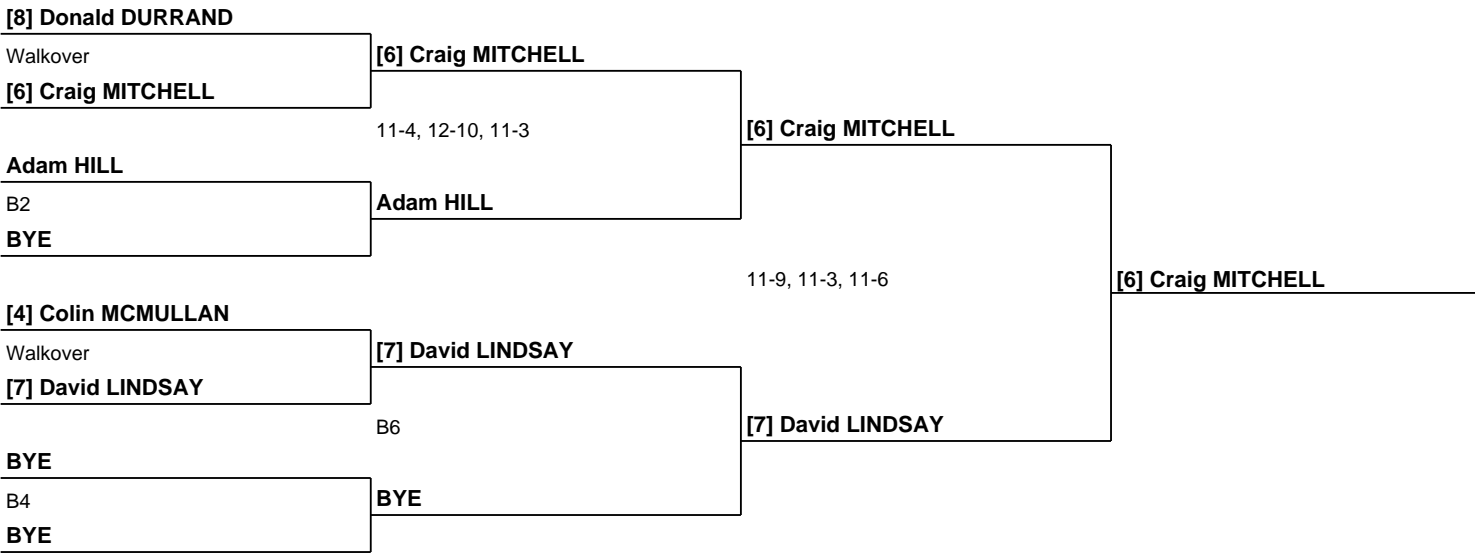 [8] Donald DURRAND
Walkover
[6] Craig MITCHELL
[6] Craig MITCHELL
11-4, 12-10, 11-3
[6] Craig MITCHELL
Adam HILL
B2
Adam HILL
BYE
11-9, 11-3, 11-6
[6] Craig MITCHELL
[4] Colin MCMULLAN
Walkover
[7] David LINDSAY
[7] David LINDSAY
B6
[7] David LINDSAY
BYE
B4
BYE
BYE